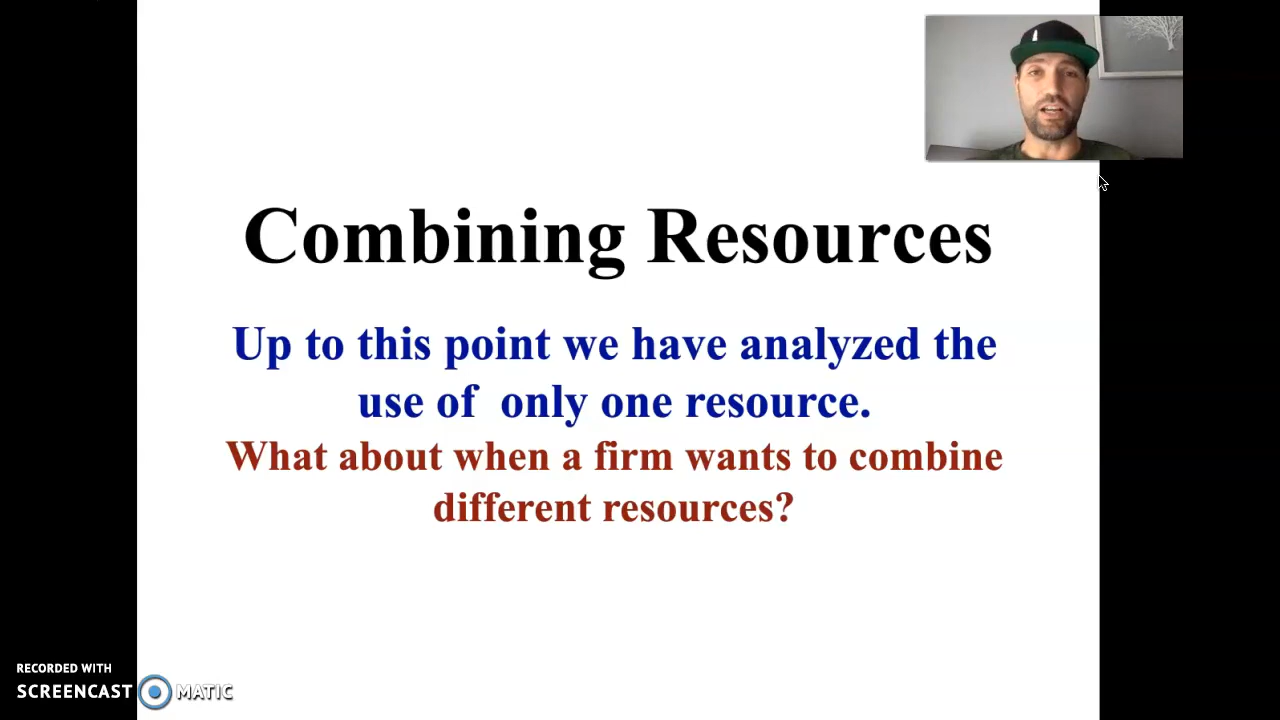 Combining Resources
Up to this point we have analyzed the
use of only one resource.
What about when a firm wants to combine
different resources?
RECORDED WITH
SCREENCAST MATIC